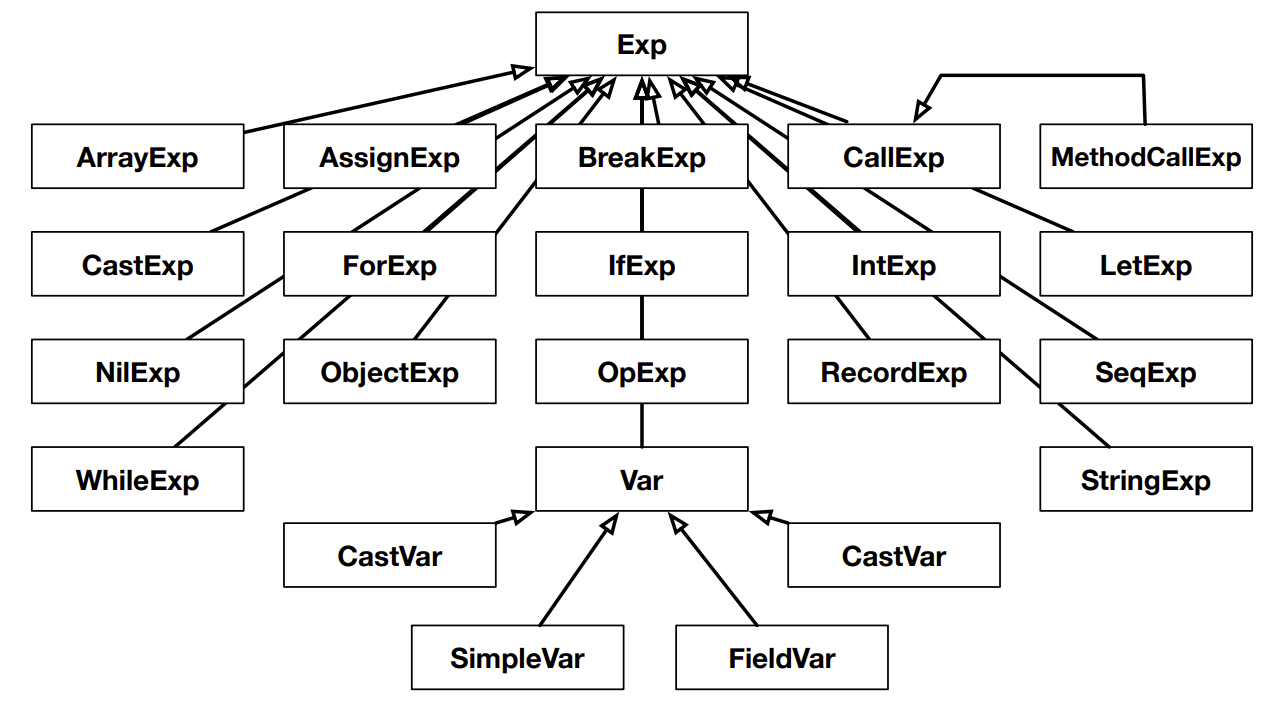 Exp
ArrayExp
AssignExp
BreakExp
CallExp
MethodCallExp
CastExp
ForExp
IfExp
IntExp
LetExp
NilExp
ObjectExp
OpExp
RecordExp
SeqExp
WhileExp
Var
StringExp
CastVar
CastVar
SimpleVar
FieldVar